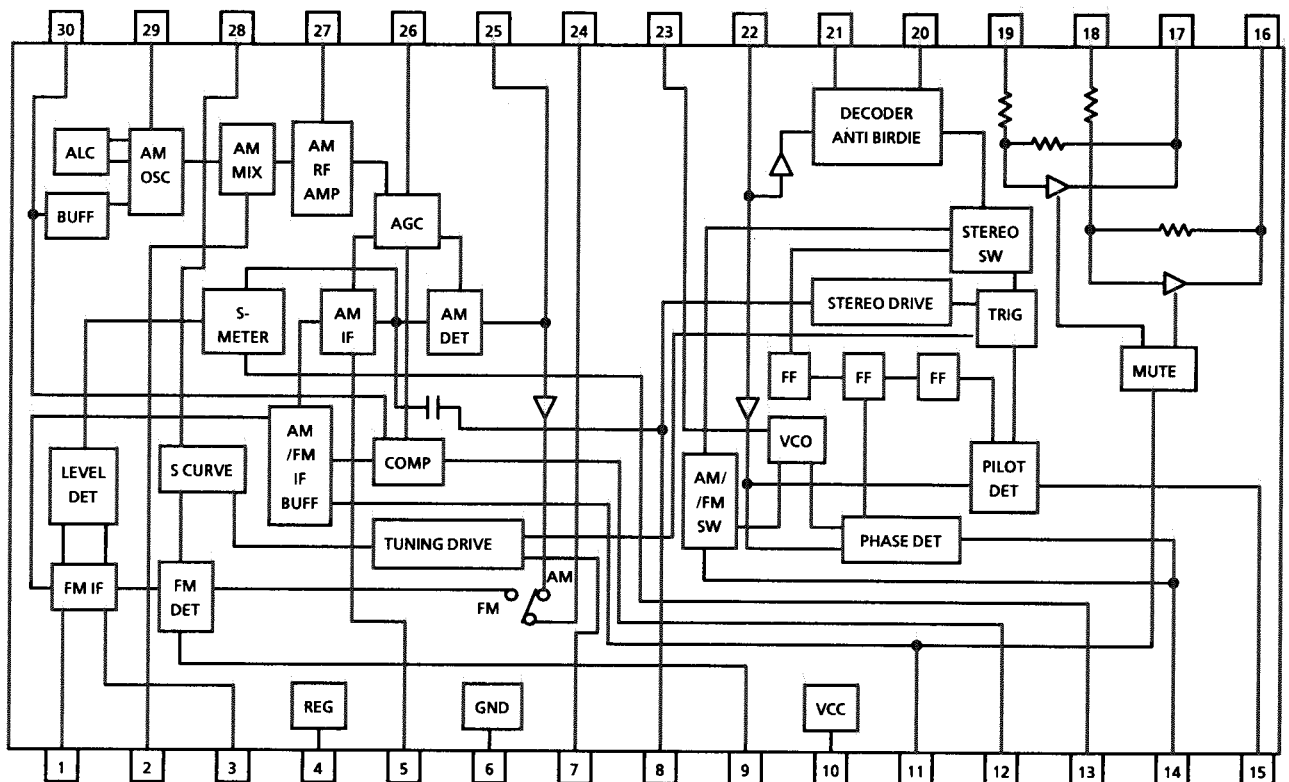 30 29 28 27 26 25 24 23 22 21 20 19 18 17 16
ALC
AM
OSC
AM
MIX
AM
RF
AMP
DECODER
ANTI BIRDIE
BUFF
AGC
STEREO
SW
S-
METER
AM
IF
AM
DET
STEREO DRIVE
TRIG
FF
FF
FF
MUTE
AM
/FM
IF
BUFF
COMP
VCO
LEVEL
DET
S CURVE
AM/
/FM
SW
PILOT
DET
TUNING DRIVE
PHASE DET
FM IF
FM
DET
FM
AM
REG
GND
VCC
1 2 3 4 5 6 7 8 9 10 11 12 13 14 15